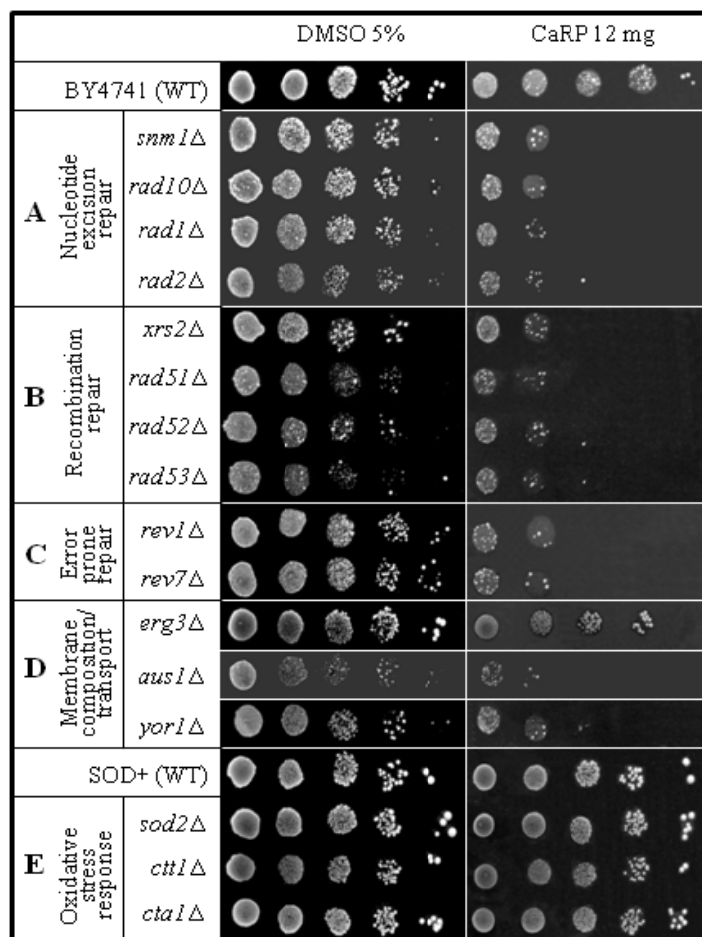 DMSO 5% CaRP 12 mg
BY4741 (WT)
A
Nucleotide
excision
repair
snm1Δ
rad10Δ
rad1Δ
rad2Δ
B
Recombination
repair
xrs2Δ
rad51Δ
rad52Δ
rad53Δ
C
Error
prone
repair
rev1Δ
rev7Δ
D
Membrane
composition/
transport
erg3Δ
aus1Δ
yor1Δ
SOD+ (WT)
E
Oxidative
stress
response
sod2Δ
ctt1Δ
cta1Δ